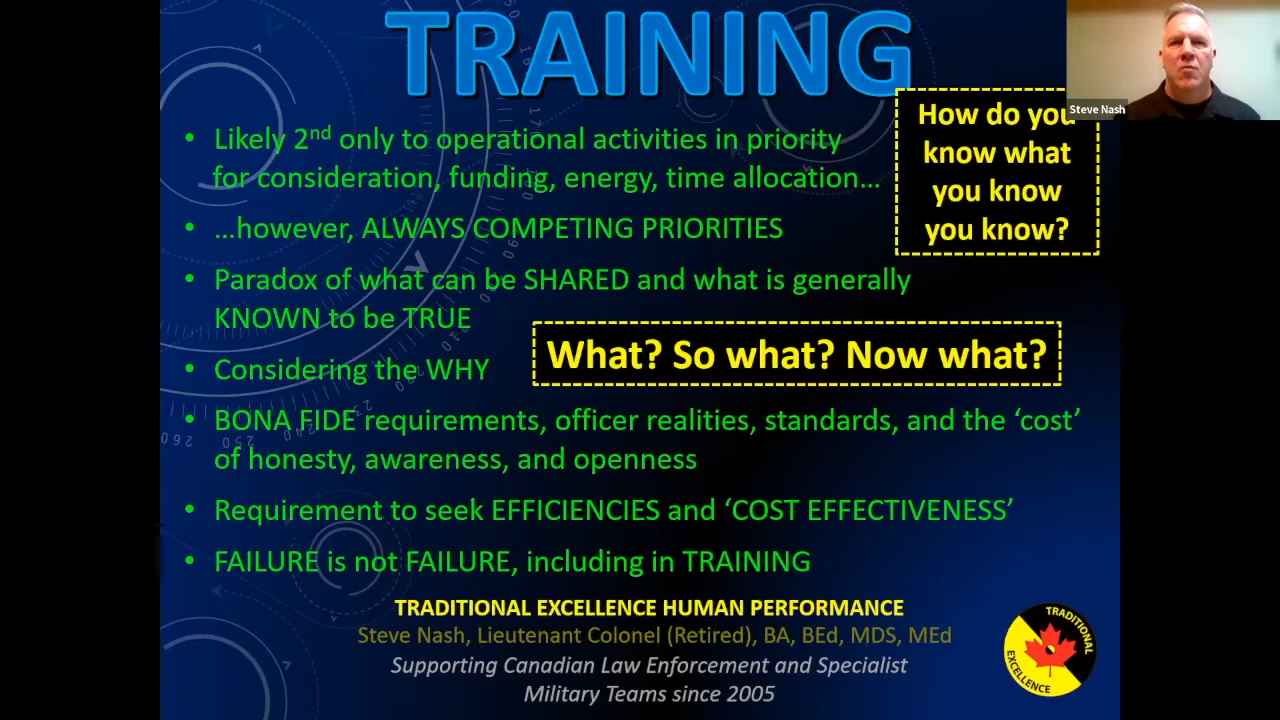 TRAINING
Steve Nash
How do you
know what
you know
you know?
• Likely 2nd only to operational activities in priority
for consideration, funding, energy, time allocation…
• …however, ALWAYS COMPETING PRIORITIES
• Paradox of what can be SHARED and what is generally
KNOWN to be TRUE
What? So what? Now what?
• Considering the WHY
• BONA FIDE requirements, officer realities, standards, and the ‘cost’
of honesty, awareness, and openness
• Requirement to seek EFFICIENCIES and ‘COST EFFECTIVENESS’
• FAILURE is not FAILURE, including in TRAINING
TRADITIONAL EXCELLENCE HUMAN PERFORMANCE
Steve Nash, Lieutenant Colonel (Retired), BA, BEd, MDS, MEd
Supporting Canadian Law Enforcement and Specialist
Military Teams since 2005
TRADITIONAL
EXCELLENCE
260
250
240